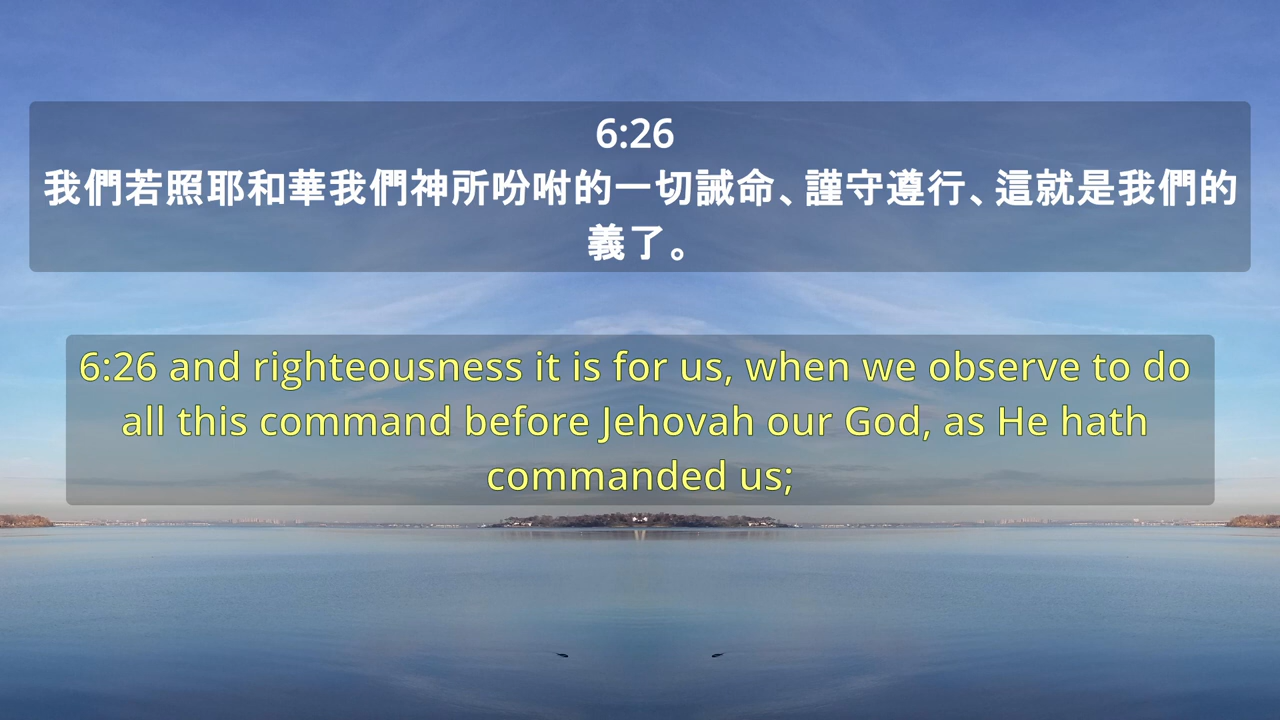 6:26
我們若照耶和華我們神所吩咐的一切誡命、謹守遵行、這就是我們的
義了。
6:26 and righteousness it is for us, when we observe to do
all this command before Jehovah our God, as He hath
commanded us;